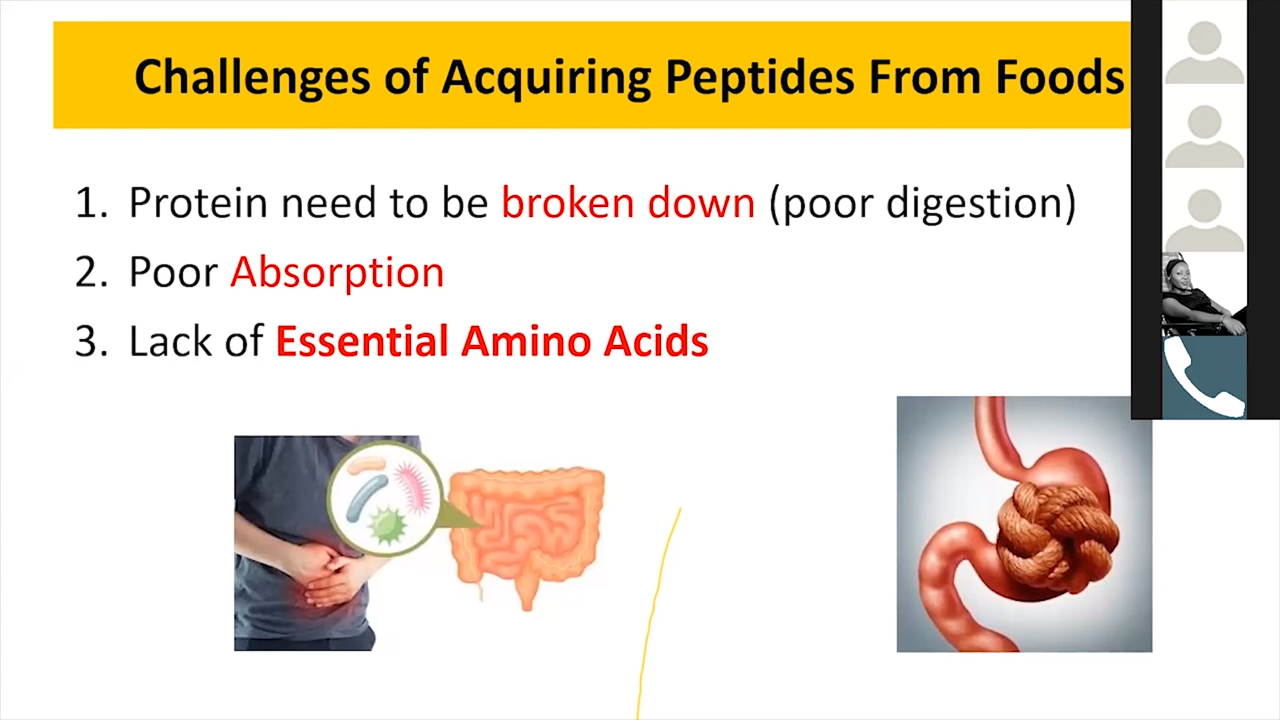 Challenges of Acquiring Peptides From Foods
1. Protein need to be broken down (poor digestion)
2. Poor Absorption
3. Lack of Essential Amino Acids